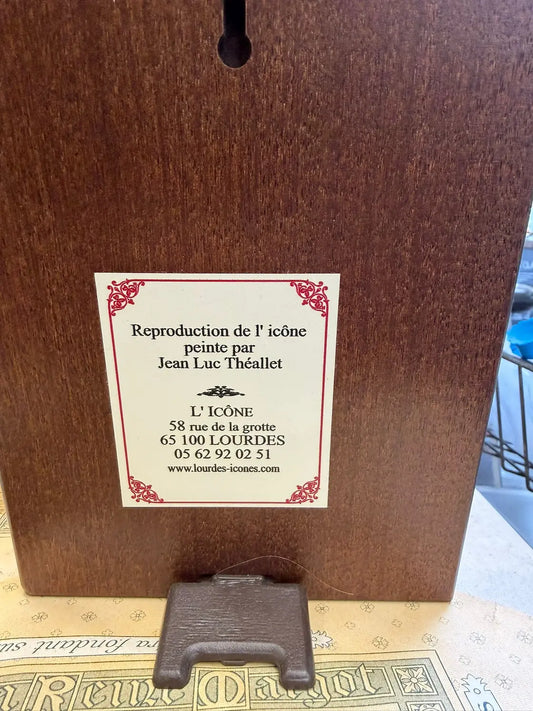 Reproduction de l' icône
peinte par
Jean Luc Théallet
L' ICÔNE
58 rue de la grotte
65 100 LOURDES
05 62 92 02 51
www.lourdes-icones.com
fondant
Reine Margot